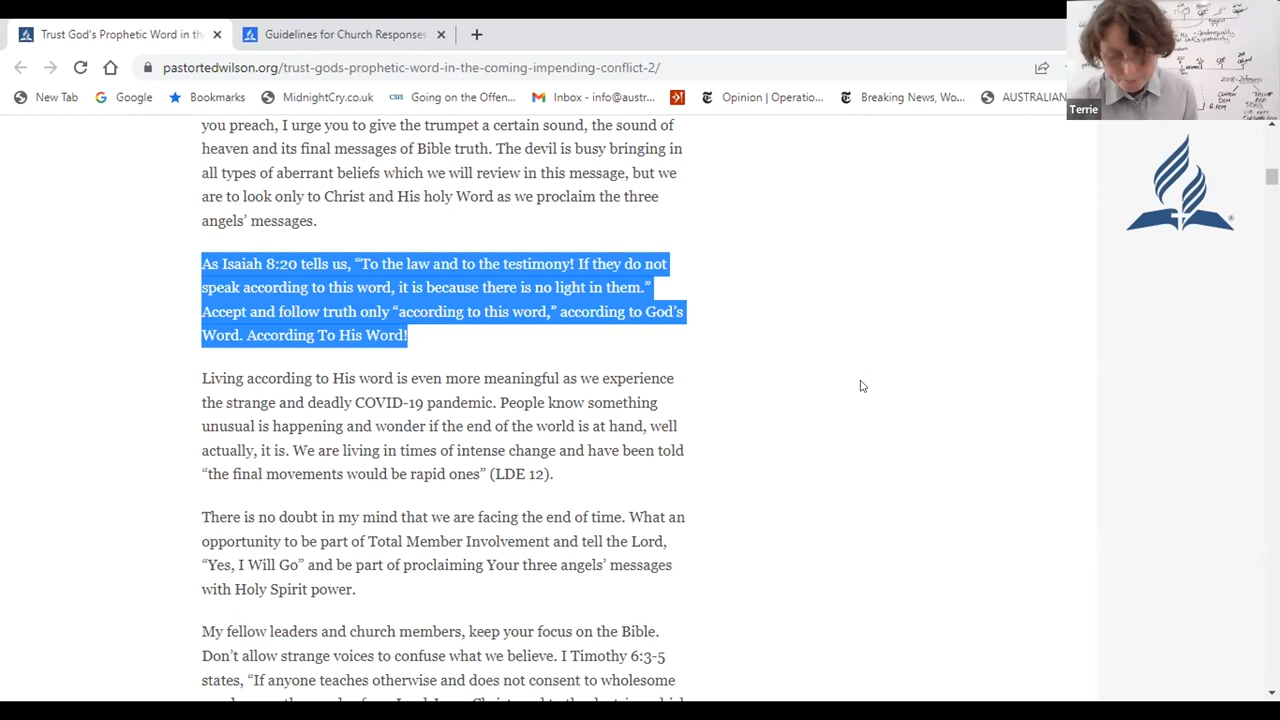 Trust God's Prophetic Word in the
Guidelines for Church Responses
pastortedwilson.org/trust-gods-prophetic-word-in-the-coming-impending-conflict-2/
New Tab Google Bookmarks MidnightCry.co.uk CSIS Going on the Offen... Inbox - info@austr... Opinion | Operatio... Breaking News, Wo... AUSTRALIAN
Terrie
you preach, I urge you to give the trumpet a certain sound, the sound of
heaven and its final messages of Bible truth. The devil is busy bringing in
all types of aberrant beliefs which we will review in this message, but we
are to look only to Christ and His holy Word as we proclaim the three
angels’ messages.
As Isaiah 8:20 tells us, “To the law and to the testimony! If they do not
speak according to this word, it is because there is no light in them.”
Accept and follow truth only “according to this word,” according to God’s
Word. According To His Word!
Living according to His word is even more meaningful as we experience
the strange and deadly COVID-19 pandemic. People know something
unusual is happening and wonder if the end of the world is at hand, well
actually, it is. We are living in times of intense change and have been told
“the final movements would be rapid ones” (LDE 12).
There is no doubt in my mind that we are facing the end of time. What an
opportunity to be part of Total Member Involvement and tell the Lord,
“Yes, I Will Go” and be part of proclaiming Your three angels’ messages
with Holy Spirit power.
My fellow leaders and church members, keep your focus on the Bible.
Don’t allow strange voices to confuse what we believe. I Timothy 6:3-5
states, “If anyone teaches otherwise and does not consent to wholesome